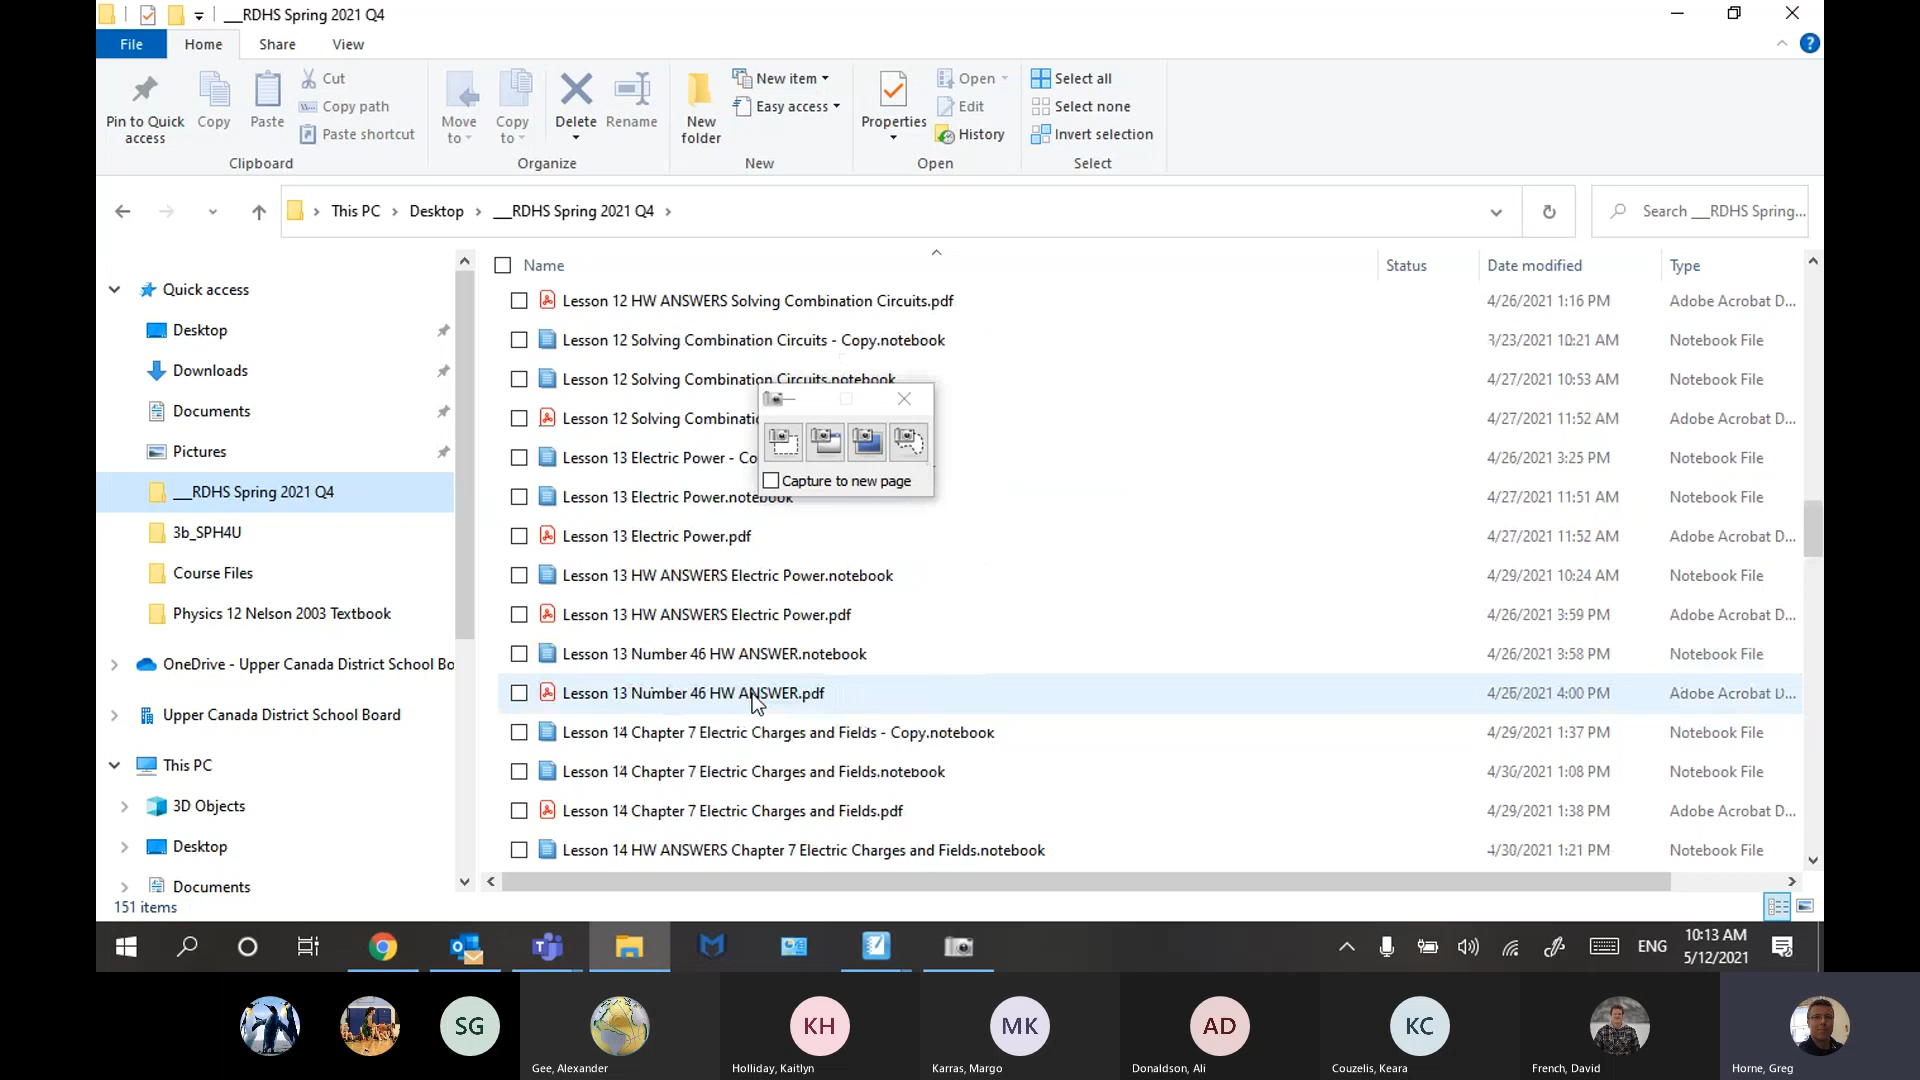 ___RDHS Spring 2021 Q4
File Home Share View
Pin to Quick access
Copy
Paste
Cut
Copy path
Paste shortcut
Clipboard
Move to
Copy to
Delete
Rename
Organize
New folder
New item
Easy access
New
Properties
Open
Edit
History
Open
Select all
Select none
Invert selection
Select
This PC > Desktop > ___RDHS Spring 2021 Q4 >
Search ___RDHS Spring...
Quick access
Desktop
Downloads
Documents
Pictures
___RDHS Spring 2021 Q4
3b_SPH4U
Course Files
Physics 12 Nelson 2003 Textbook
OneDrive - Upper Canada District School Bo
Upper Canada District School Board
This PC
3D Objects
Desktop
Documents
151 items
Name Status Date modified Type
Lesson 12 HW ANSWERS Solving Combination Circuits.pdf 4/26/2021 1:16 PM Adobe Acrobat D...
Lesson 12 Solving Combination Circuits - Copy.notebook 3/23/2021 10:21 AM Notebook File
Lesson 12 Solving Combination Circuits.notebook 4/27/2021 10:53 AM Notebook File
Lesson 12 Solving Combinatio 4/27/2021 11:52 AM Adobe Acrobat D...
Lesson 13 Electric Power - Co 4/26/2021 3:25 PM Notebook File
Lesson 13 Electric Power.notebook 4/27/2021 11:51 AM Notebook File
Lesson 13 Electric Power.pdf 4/27/2021 11:52 AM Adobe Acrobat D...
Lesson 13 HW ANSWERS Electric Power.notebook 4/29/2021 10:24 AM Notebook File
Lesson 13 HW ANSWERS Electric Power.pdf 4/26/2021 3:59 PM Adobe Acrobat D...
Lesson 13 Number 46 HW ANSWER.notebook 4/26/2021 3:58 PM Notebook File
Lesson 13 Number 46 HW ANSWER.pdf 4/26/2021 4:00 PM Adobe Acrobat D...
Lesson 14 Chapter 7 Electric Charges and Fields - Copy.notebook 4/29/2021 1:37 PM Notebook File
Lesson 14 Chapter 7 Electric Charges and Fields.notebook 4/30/2021 1:08 PM Notebook File
Lesson 14 Chapter 7 Electric Charges and Fields.pdf 4/29/2021 1:38 PM Adobe Acrobat D...
Lesson 14 HW ANSWERS Chapter 7 Electric Charges and Fields.notebook 4/30/2021 1:21 PM Notebook File
Capture to new page
ENG
10:13 AM
5/12/2021
SG KH MK AD KC
Gee, Alexander Holliday, Kaitlyn Karras, Margo Donaldson, Ali Couzelis, Keara French, David Horne, Greg